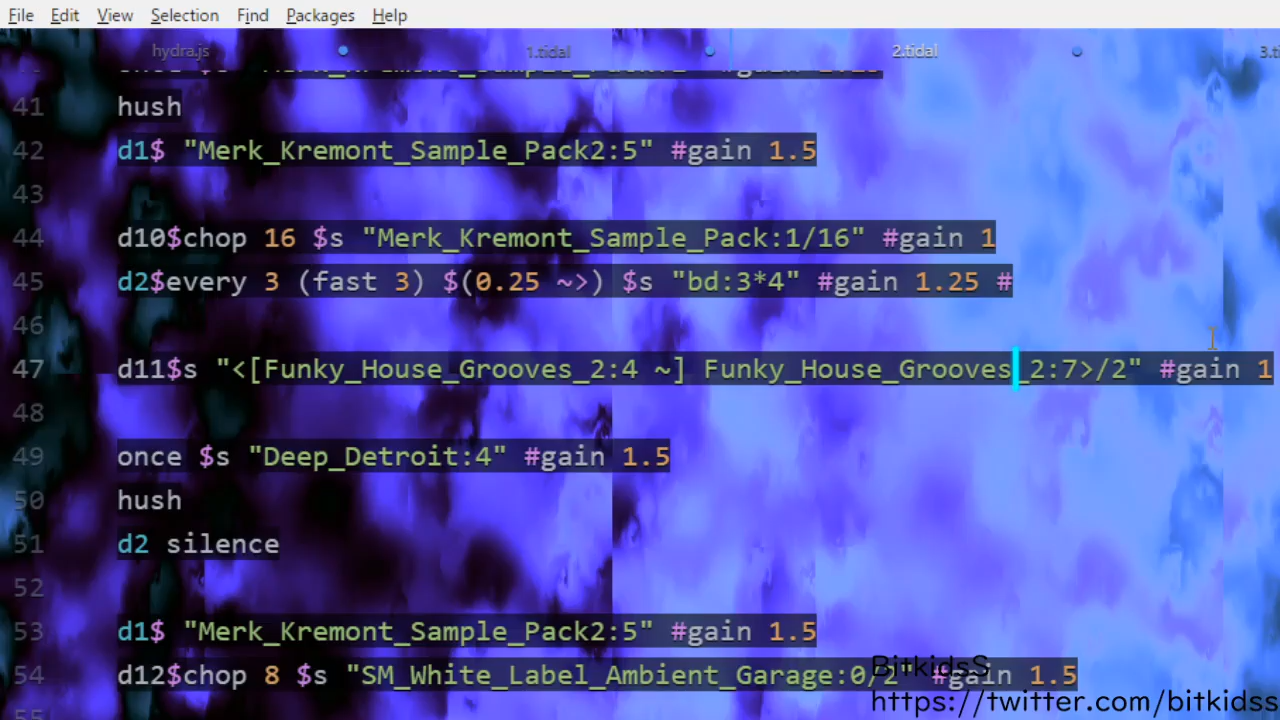 File Edit View Selection Find Packages Help
hydra.js 1.tidal 2.tidal 3.ti
41 hush
42 d1$ "Merk_Kremont_Sample_Pack2:5" #gain 1.5
43
44 d10$chop 16 $s "Merk_Kremont_Sample_Pack:1/16" #gain 1
45 d2$every 3 (fast 3) $(0.25 ~>) $s "bd:3*4" #gain 1.25 #
46
47 d11$s "<[Funky_House_Grooves_2:4 ~] Funky_House_Grooves_2:7>/2" #gain 1
48
49 once $s "Deep_Detroit:4" #gain 1.5
50 hush
51 d2 silence
52
53 d1$ "Merk_Kremont_Sample_Pack2:5" #gain 1.5
54 d12$chop 8 $s "SM_White_Label_Ambient_Garage:0/2" #gain 1.5
BitkidsS
https://twitter.com/bitkidss